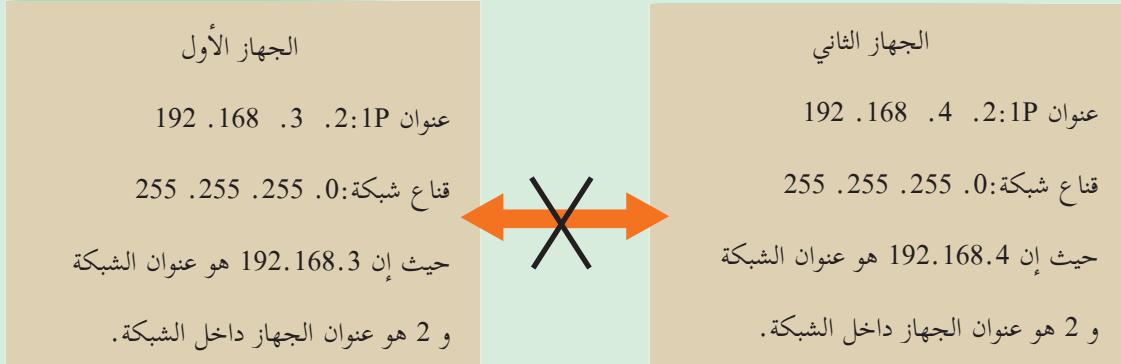 الجهاز الأول
عنوان 1P:2. 3. 168. 192
قناع شبكة:0. 255. 255. 255
حيث إن 192.168.3 هو عنوان الشبكة
و 2 هو عنوان الجهاز داخل الشبكة.
الجهاز الثاني
عنوان 1P:2. 4. 168. 192
قناع شبكة:0. 255. 255. 255
حيث إن 192.168.4 هو عنوان الشبكة
و 2 هو عنوان الجهاز داخل الشبكة.